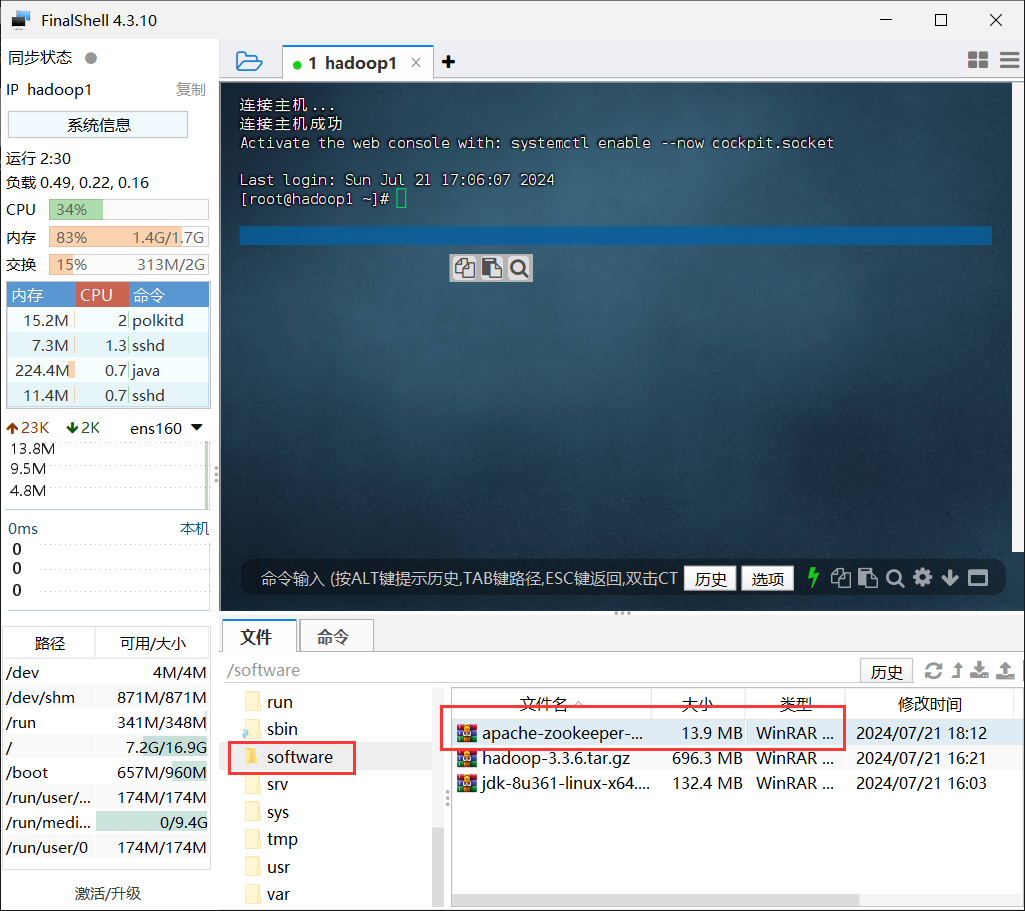 FinalShell 4.3.10
同步状态
IP hadoop1 复制
系统信息
运行 2:30
负载 0.49, 0.22, 0.16
CPU 34%
内存 83% 1.4G/1.7G
交换 15% 313M/2G
内存 CPU 命令
15.2M 2 polkitd
7.3M 1.3 sshd
224.4M 0.7 java
11.4M 0.7 sshd
23K 2K ens160
13.8M
9.5M
4.8M
0ms 本机
0
0
0
路径 可用/大小
/dev 4M/4M
/dev/shm 871M/871M
/run 341M/348M
/ 7.2G/16.9G
/boot 657M/960M
/run/user/... 174M/174M
/run/medi... 0/9.4G
/run/user/0 174M/174M
激活/升级
1 hadoop1
连接主机...
连接主机成功
Activate the web console with: systemctl enable --now cockpit.socket
Last login: Sun Jul 21 17:06:07 2024
[root@hadoop1 ~]#
命令输入 (按ALT键提示历史,TAB键路径,ESC键返回,双击CT 历史 选项
文件 命令
/software 历史
run
sbin
software
srv
sys
tmp
usr
var
文件名 大小 类型 修改时间
apache-zookeeper-... 13.9 MB WinRAR ... 2024/07/21 18:12
hadoop-3.3.6.tar.gz 696.3 MB WinRAR ... 2024/07/21 16:21
jdk-8u361-linux-x64.... 132.4 MB WinRAR ... 2024/07/21 16:03